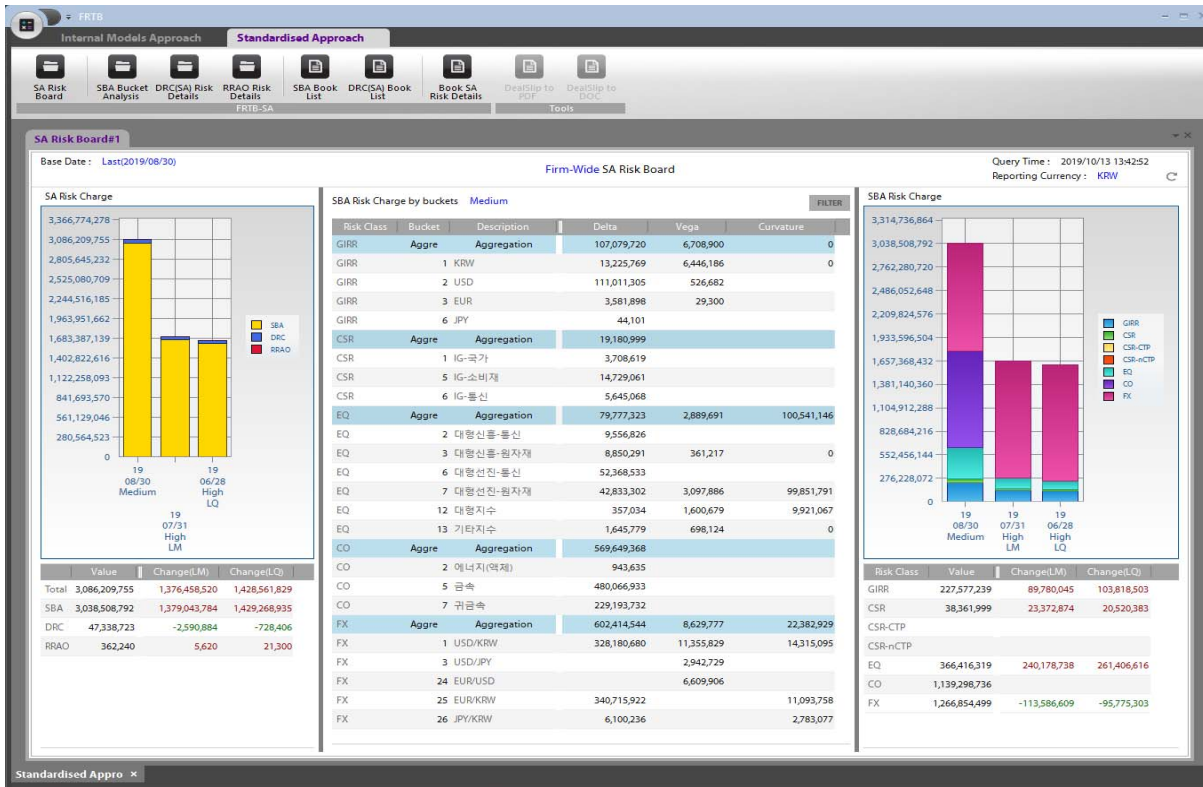 FRTB
Internal Models Approach
Standardised Approach
SA Risk Board
SBA Bucket Analysis
DRC(SA) Risk Details
RRAO Risk Details
SBA Book List
DRC(SA) Book List
Book SA Risk Details
DealSlip to PDF
DealSlip to DOC
FRTB-SA
Tools
SA Risk Board#1
Base Date : Last(2019/08/30)
Firm-Wide SA Risk Board
Query Time : 2019/10/13 13:42:52
Reporting Currency : KRW
SA Risk Charge
3,366,774,278
3,086,209,755
2,805,645,232
2,525,080,709
2,244,516,185
1,963,951,662
1,683,387,139
1,402,822,616
1,122,258,093
841,693,570
561,129,046
280,564,523
0
19 08/30 Medium
19 07/31 High LM
19 06/28 High LQ
SBA
DRC
RRAO
Value Change(LM) Change(LQ)
Total 3,086,209,755 1,376,458,520 1,428,561,829
SBA 3,038,508,792 1,379,043,784 1,429,268,935
DRC 47,338,723 -2,590,884 -728,406
RRAO 362,240 5,620 21,300
SBA Risk Charge by buckets Medium
FILTER
Risk Class Bucket Description Delta Vega Curvature
GIRR Aggre Aggregation 107,079,720 6,708,900 0
GIRR 1 KRW 13,225,769 6,446,186 0
GIRR 2 USD 111,011,305 526,682
GIRR 3 EUR 3,581,898 29,300
GIRR 6 JPY 44,101
CSR Aggre Aggregation 19,180,999
CSR 1 IG-국가 3,708,619
CSR 5 IG-소비재 14,729,061
CSR 6 IG-통신 5,645,068
EQ Aggre Aggregation 79,777,323 2,889,691 100,541,146
EQ 2 대형신흥-통신 9,556,826
EQ 3 대형신흥-원자재 8,850,291 361,217 0
EQ 6 대형선진-통신 52,368,533
EQ 7 대형선진-원자재 42,833,302 3,097,886 99,851,791
EQ 12 대형지수 357,034 1,600,679 9,921,067
EQ 13 기타지수 1,645,779 698,124 0
CO Aggre Aggregation 569,649,368
CO 2 에너지(액체) 943,635
CO 5 금속 480,066,933
CO 7 귀금속 229,193,732
FX Aggre Aggregation 602,414,544 8,629,777 22,382,929
FX 1 USD/KRW 328,180,680 11,355,829 14,315,095
FX 3 USD/JPY 2,942,729
FX 24 EUR/USD 6,609,906
FX 25 EUR/KRW 340,715,922 11,093,758
FX 26 JPY/KRW 6,100,236 2,783,077
SBA Risk Charge
3,314,736,864
3,038,508,792
2,762,280,720
2,486,052,648
2,209,824,576
1,933,596,504
1,657,368,432
1,381,140,360
1,104,912,288
828,684,216
552,456,144
276,228,072
0
19 08/30 Medium
19 07/31 High LM
19 06/28 High LQ
GIRR
CSR
CSR-CTP
CSR-nCTP
EQ
CO
FX
Risk Class Value Change(LM) Change(LQ)
GIRR 227,577,239 89,780,045 103,818,503
CSR 38,361,999 23,372,874 20,520,383
CSR-CTP
CSR-nCTP
EQ 366,416,319 240,178,738 261,406,616
CO 1,139,298,736
FX 1,266,854,499 -113,586,609 -95,775,303
Standardised Appro ×